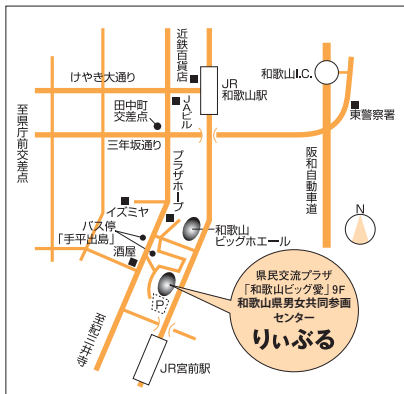 近鉄百貨店
けやき大通り
JR
和歌山駅
和歌山I.C.
JAビル
田中町
交差点
東警察署
三年坂通り
至県庁前交差点
阪和自動車道
プラザホープ
イズミヤ
バス停
「手平出島」
酒屋
和歌山
ビッグホエール
N
県民交流プラザ
「和歌山ビッグ愛」9F
和歌山県男女共同参画
センター
りぃぶる
P
至紀三井寺
JR宮前駅